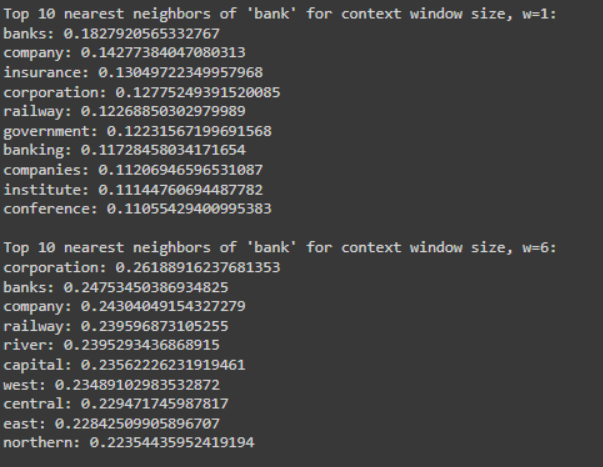 Top 10 nearest neighbors of 'bank' for context window size, w=1:
banks: 0.1827920565332767
company: 0.14277384047080313
insurance: 0.13049722349957968
corporation: 0.12775249391520085
railway: 0.12268850302979989
government: 0.12231567199691568
banking: 0.11728458034171654
companies: 0.11206946596531087
institute: 0.11144760694487782
conference: 0.11055429400995383
Top 10 nearest neighbors of 'bank' for context window size, w=6:
corporation: 0.26188916237681353
banks: 0.24753450386934825
company: 0.24304049154327279
railway: 0.239596873105255
river: 0.2395293436868915
capital: 0.23562226231919461
west: 0.23489102983532872
central: 0.229471745987817
east: 0.22842509905896707
northern: 0.22354435952419194